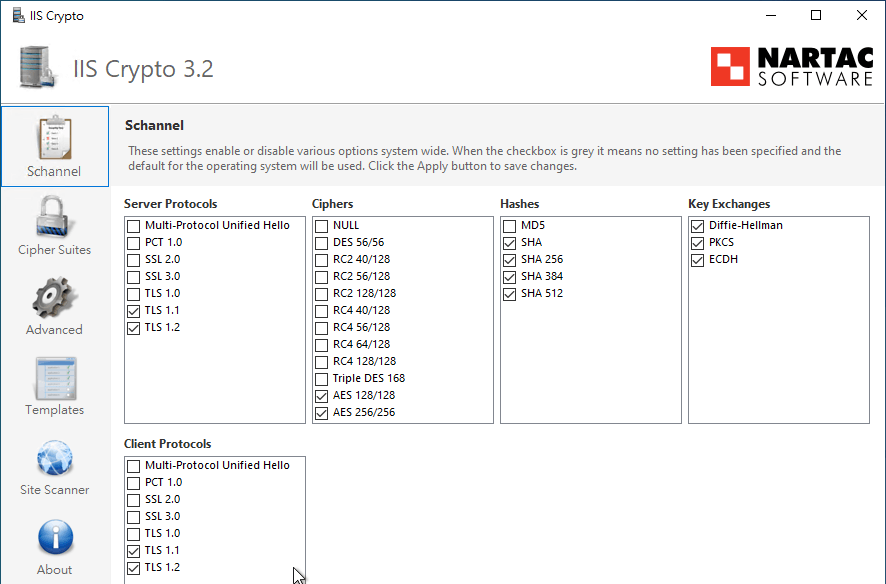 IIS Crypto
IIS Crypto 3.2
NARTAC
SOFTWARE
Schannel
Cipher Suites
Advanced
Templates
Site Scanner
About
Schannel
These settings enable or disable various options system wide. When the checkbox is grey it means no setting has been specified and the
default for the operating system will be used. Click the Apply button to save changes.
Server Protocols
Multi-Protocol Unified Hello
PCT 1.0
SSL 2.0
SSL 3.0
TLS 1.0
TLS 1.1
TLS 1.2
Ciphers
NULL
DES 56/56
RC2 40/128
RC2 56/128
RC2 128/128
RC4 40/128
RC4 56/128
RC4 64/128
RC4 128/128
Triple DES 168
AES 128/128
AES 256/256
Hashes
MD5
SHA
SHA 256
SHA 384
SHA 512
Key Exchanges
Diffie-Hellman
PKCS
ECDH
Client Protocols
Multi-Protocol Unified Hello
PCT 1.0
SSL 2.0
SSL 3.0
TLS 1.0
TLS 1.1
TLS 1.2